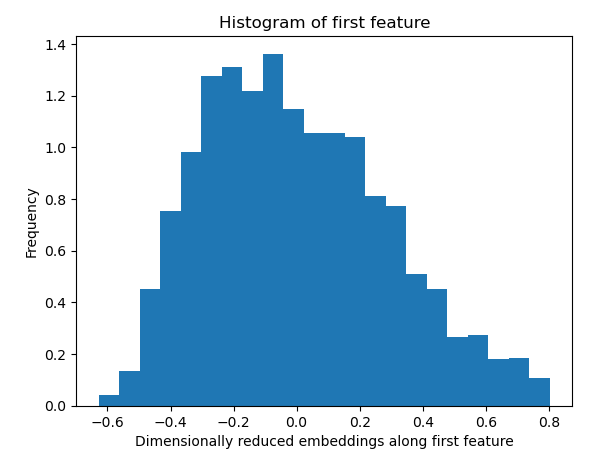 Histogram of first feature
1.4
1.2
1.0
0.8
0.6
0.4
0.2
0.0
Frequency
−0.6 −0.4 −0.2 0.0 0.2 0.4 0.6 0.8
Dimensionally reduced embeddings along first feature